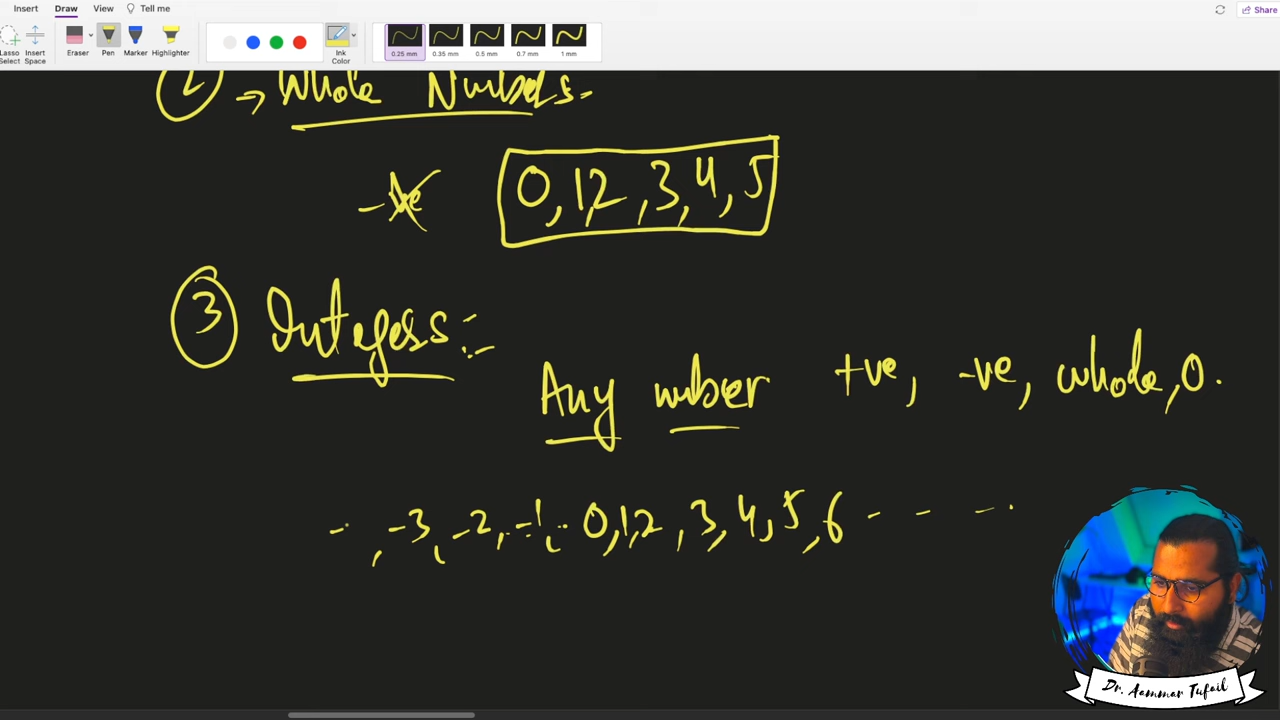 Insert Draw View Tell me
Share
Lasso Select Insert Space Eraser Pen Marker Highlighter Ink Color 0.25 mm 0.35 mm 0.5 mm 0.7 mm 1 mm
② → Whole Numbers:-
-ve 0,1,2,3,4,5
③ Integers:-
Any number +ve, -ve, whole, 0.
-, -3, -2, -1, 0,1,2,3,4,5,6 - - -.
Dr. Aammar Tufail